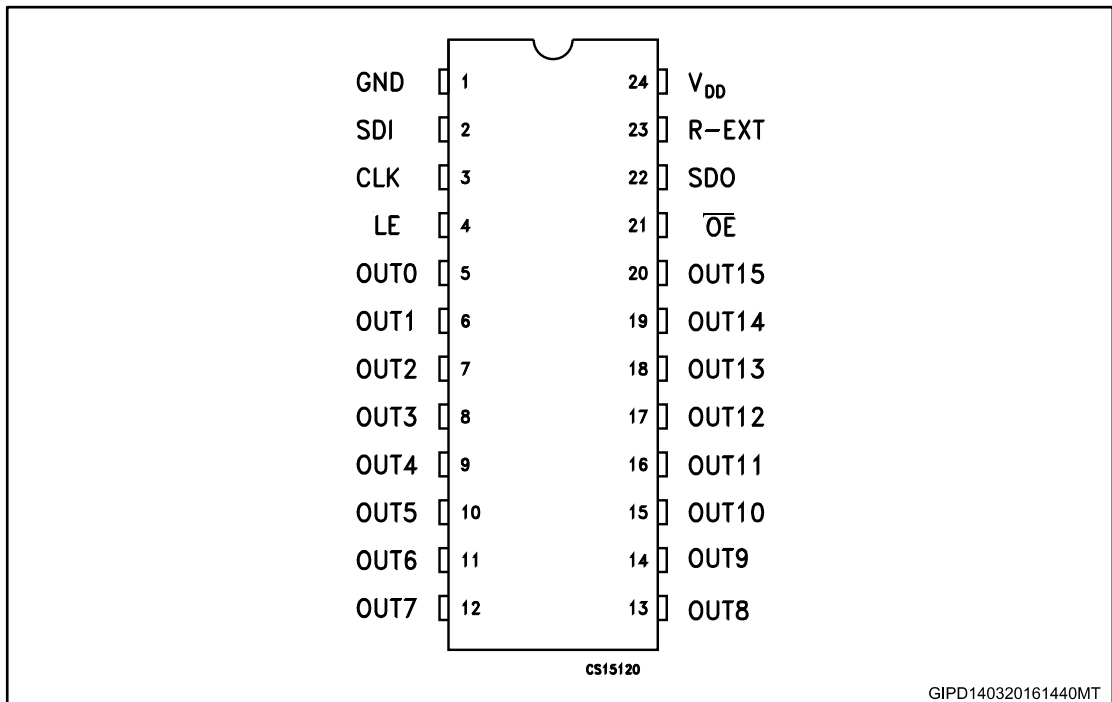 GND 1 24 V_DD
SDI 2 23 R-EXT
CLK 3 22 SDO
LE 4 21 O̅E̅
OUT0 5 20 OUT15
OUT1 6 19 OUT14
OUT2 7 18 OUT13
OUT3 8 17 OUT12
OUT4 9 16 OUT11
OUT5 10 15 OUT10
OUT6 11 14 OUT9
OUT7 12 13 OUT8
CS15120
GIPD140320161440MT